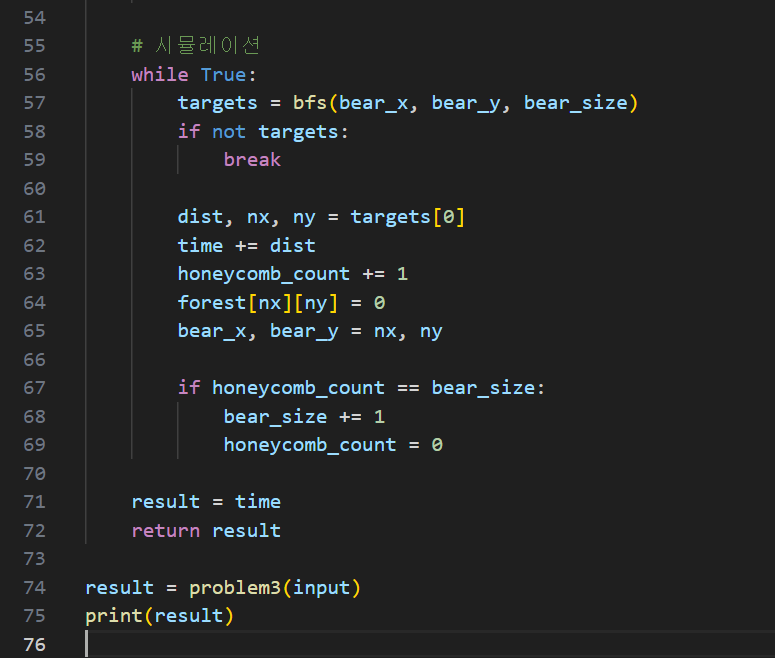 54
55 # 시뮬레이션
56 while True:
57 targets = bfs(bear_x, bear_y, bear_size)
58 if not targets:
59 break
60
61 dist, nx, ny = targets[0]
62 time += dist
63 honeycomb_count += 1
64 forest[nx][ny] = 0
65 bear_x, bear_y = nx, ny
66
67 if honeycomb_count == bear_size:
68 bear_size += 1
69 honeycomb_count = 0
70
71 result = time
72 return result
73
74 result = problem3(input)
75 print(result)
76